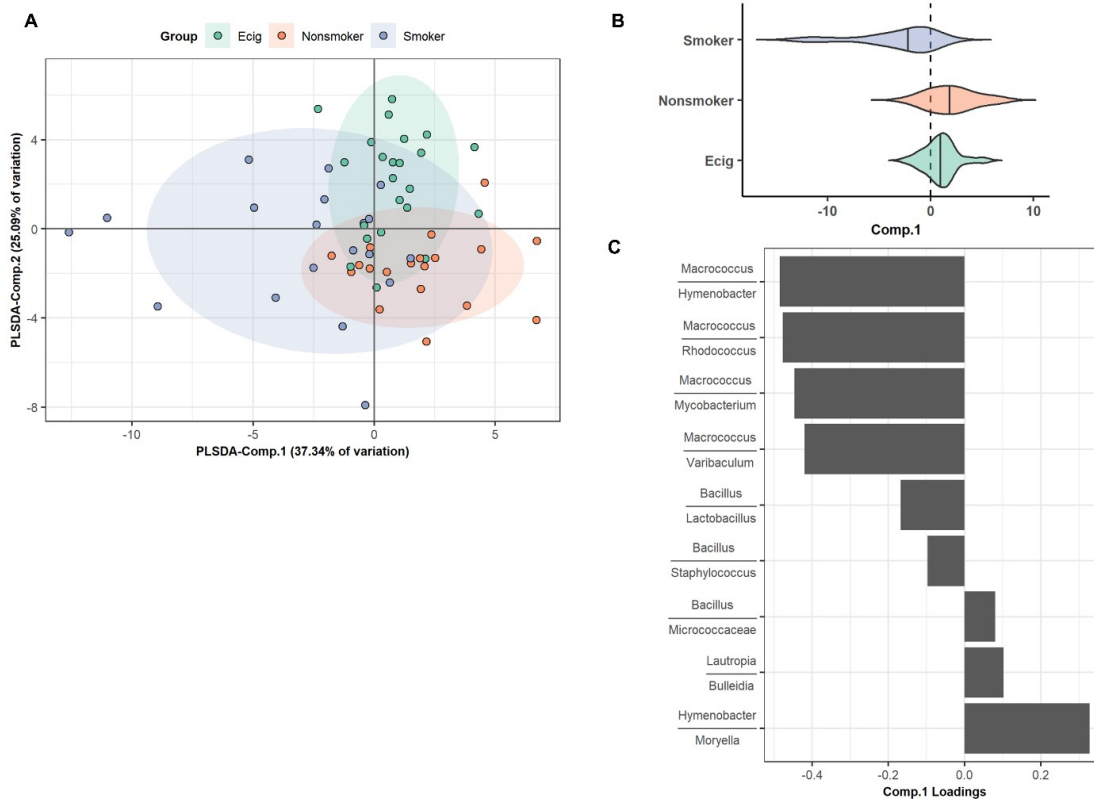 A
Group Ecig Nonsmoker Smoker
4
0
-4
-8
-10 -5 0 5
PLSDA-Comp.2 (25.09% of variation)
PLSDA-Comp.1 (37.34% of variation)
B
Smoker
Nonsmoker
Ecig
-10 0 10
Comp.1
C
Macrococcus
Hymenobacter
Macrococcus
Rhodococcus
Macrococcus
Mycobacterium
Macrococcus
Varibaculum
Bacillus
Lactobacillus
Bacillus
Staphylococcus
Bacillus
Micrococcaceae
Lautropia
Bulleidia
Hymenobacter
Moryella
-0.4 -0.2 0.0 0.2
Comp.1 Loadings